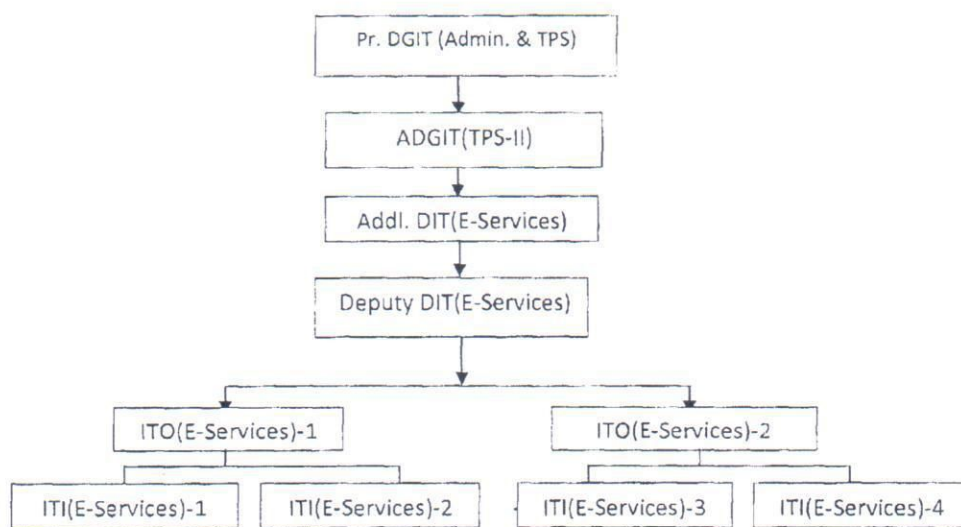 Pr. DGIT (Admin. & TPS)
ADGIT(TPS-II)
Addl. DIT(E-Services)
Deputy DIT(E-Services)
ITO(E-Services)-1
ITO(E-Services)-2
ITI(E-Services)-1
ITI(E-Services)-2
ITI(E-Services)-3
ITI(E-Services)-4